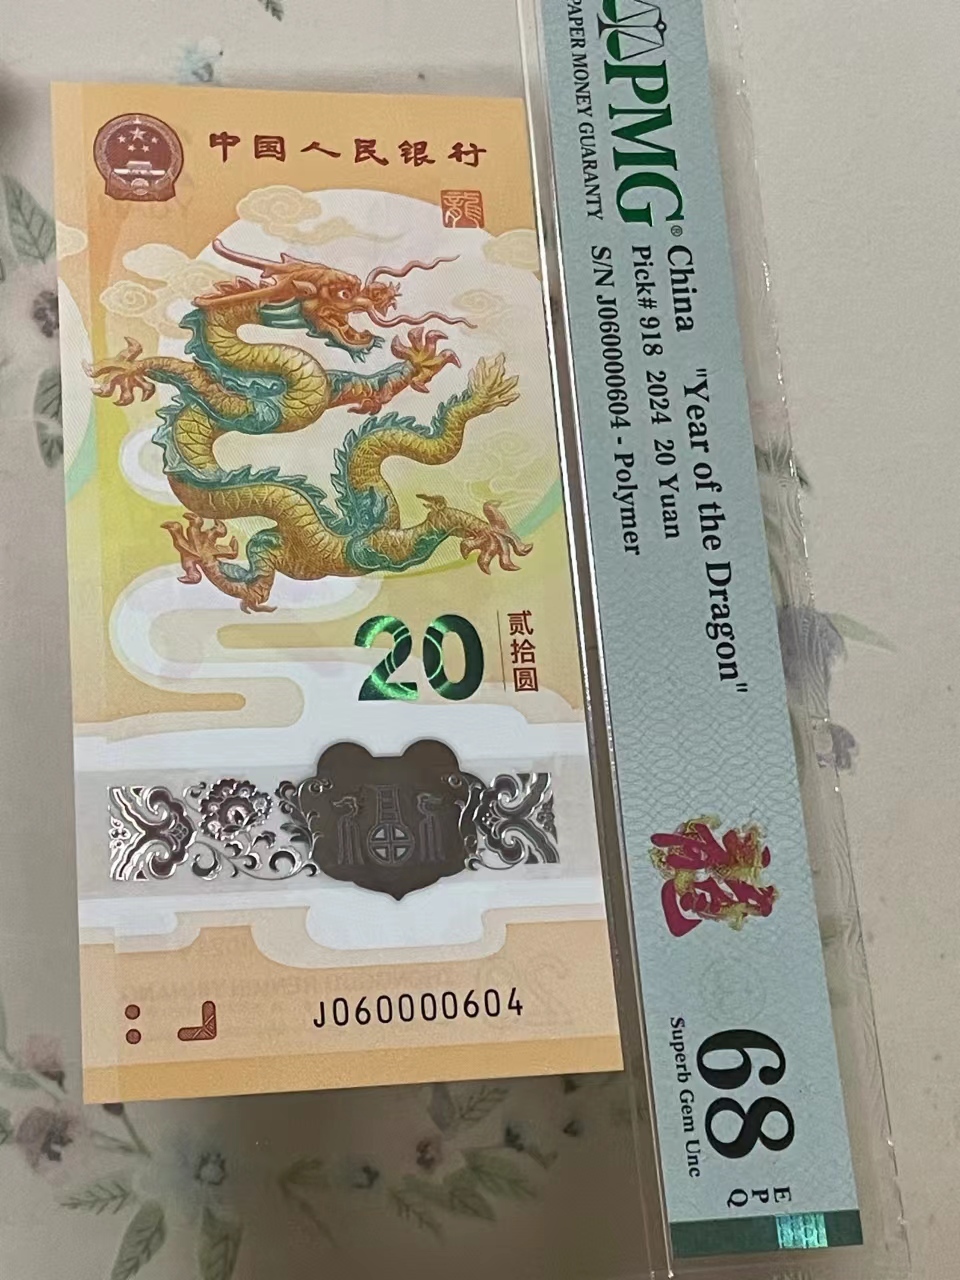 中国人民银行
龍
20
贰拾圆
J060000604
PMG®
PAPER MONEY GUARANTY
China "Year of the Dragon"
Pick# 918 2024 20 Yuan
S/N J060000604 - Polymer
68
EPQ
Superb Gem Unc